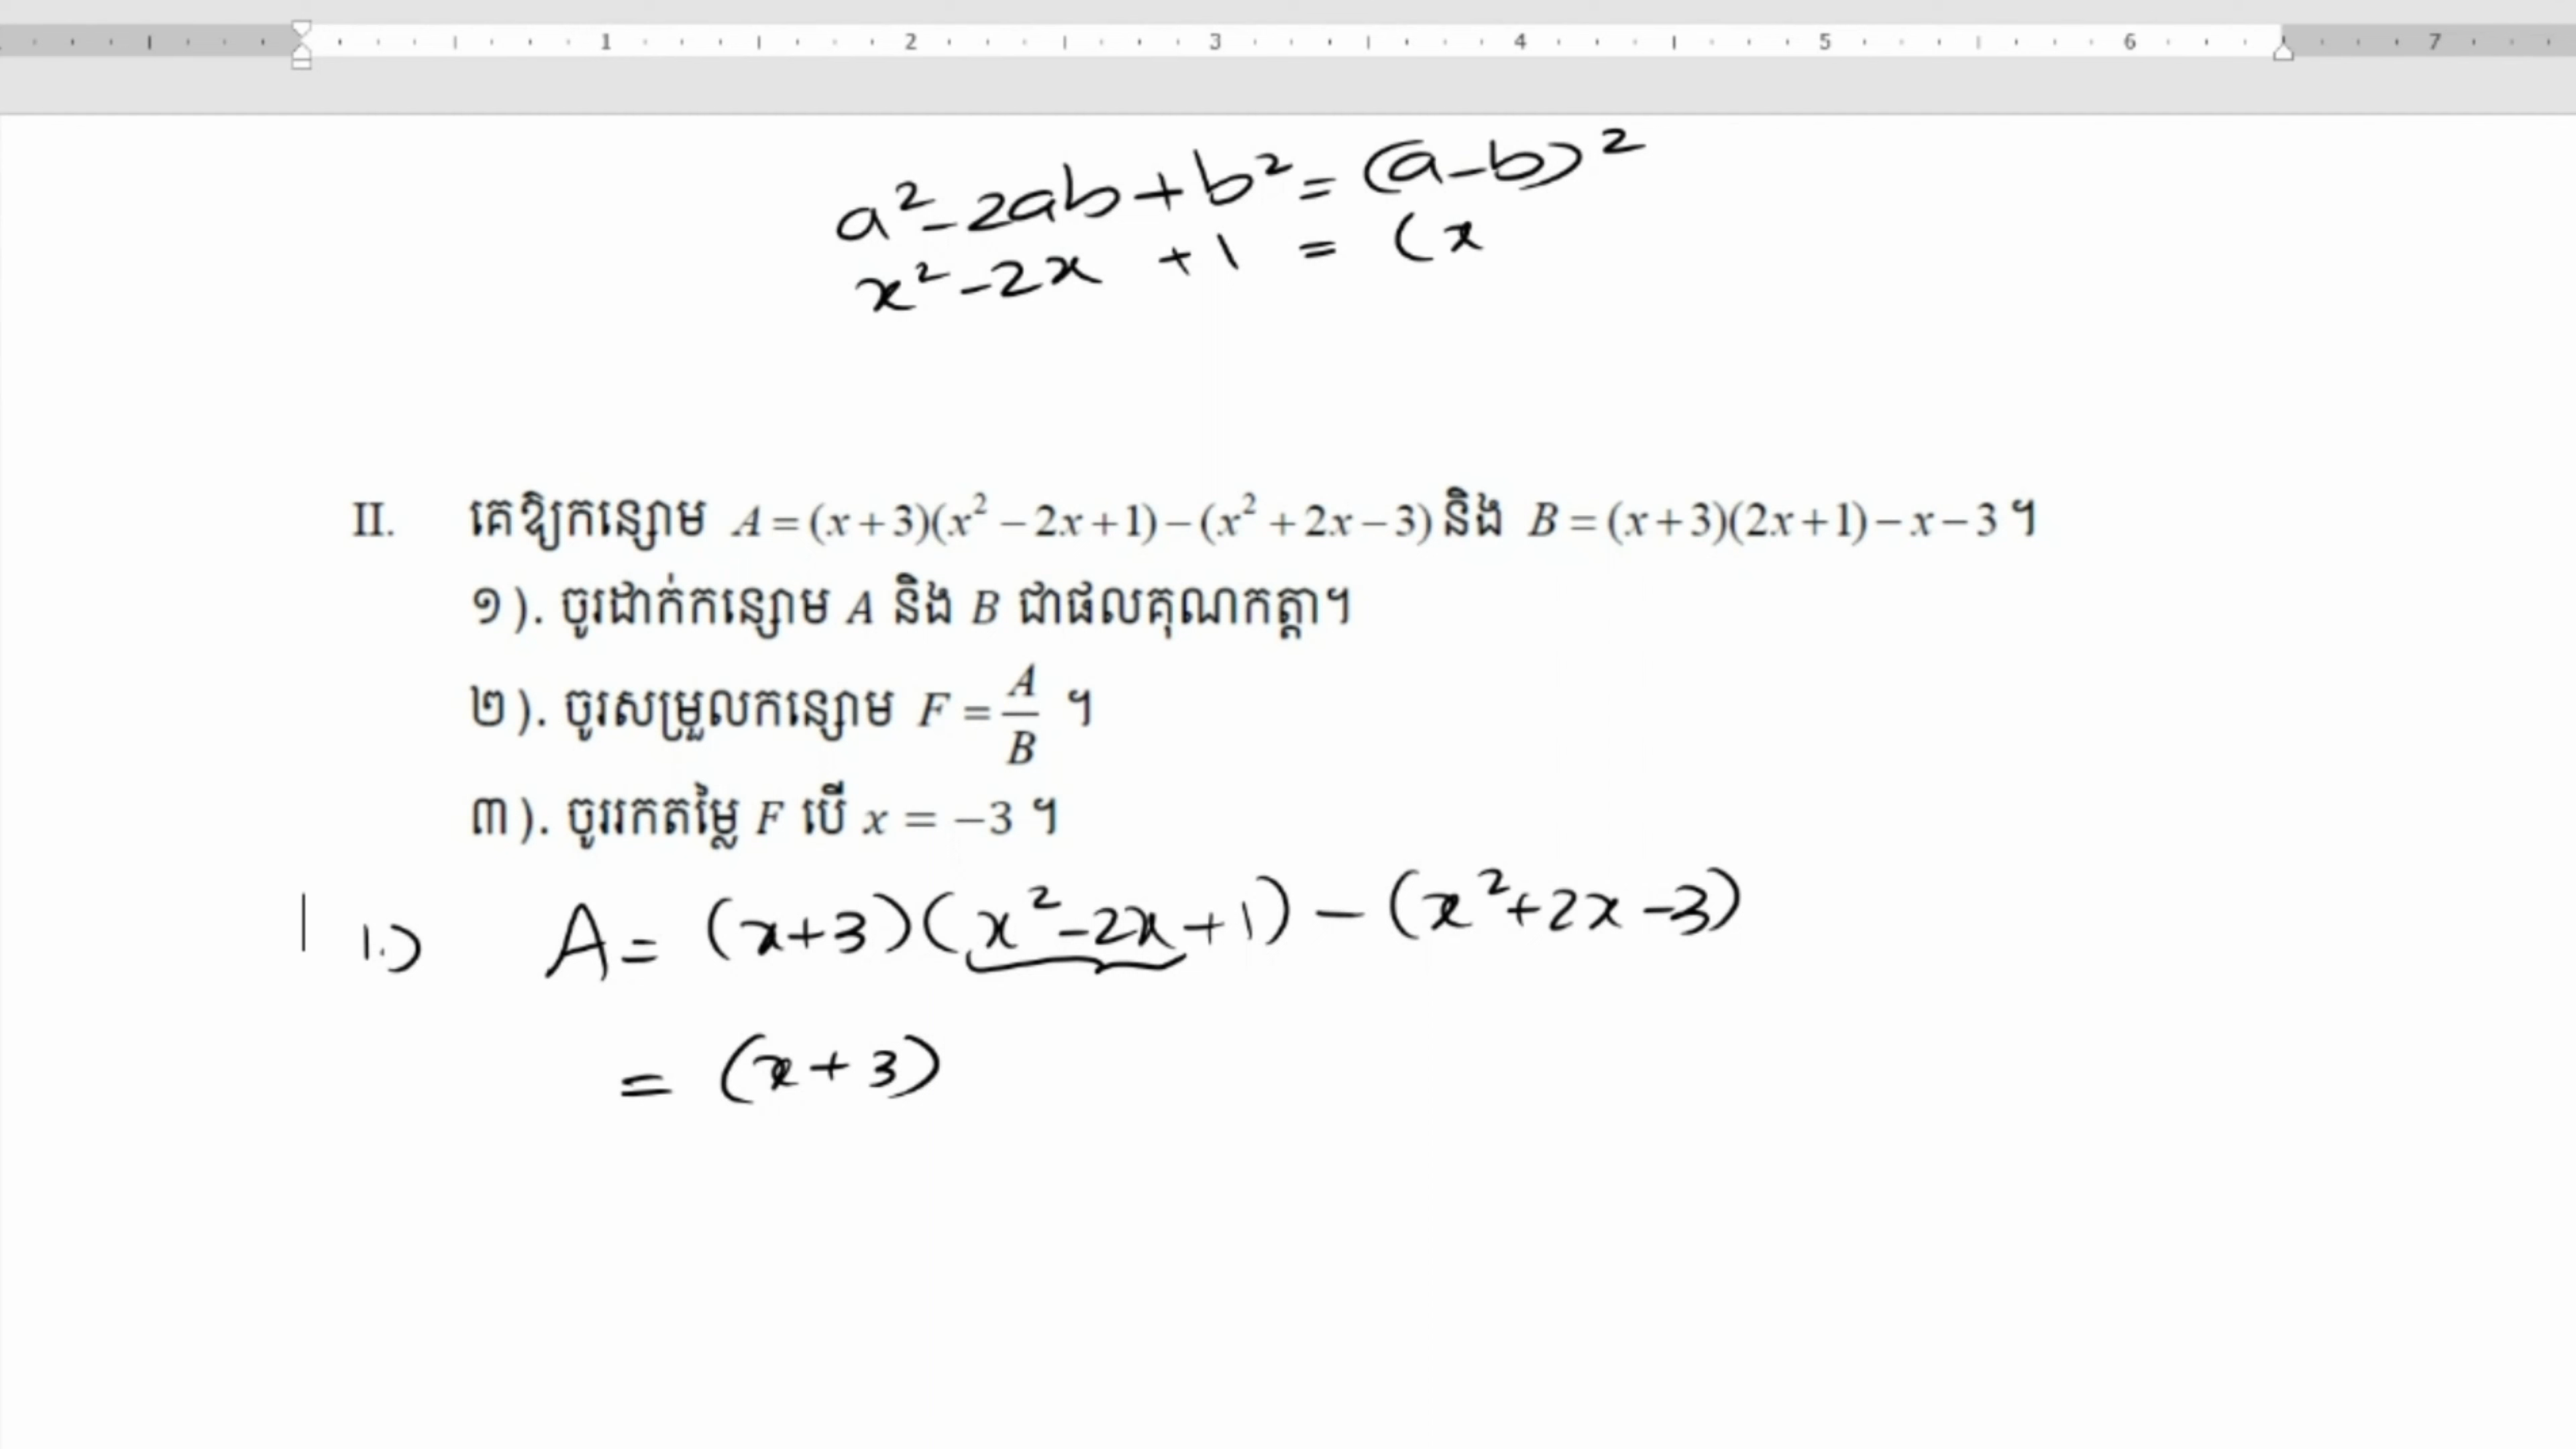 1 2 3 4 5 6 7
a² - 2ab + b² = (a - b)²
x² - 2x + 1 = (x
II. គេឱ្យកន្សោម A = (x+3)(x² − 2x+1) − (x² + 2x − 3) និង B = (x+3)(2x+1) − x − 3 ។
១). ចូរដាក់កន្សោម A និង B ជាផលគុណកត្តា។
២). ចូរសម្រួលកន្សោម F = A/B ។
៣). ចូររកតម្លៃ F បើ x = −3 ។
1.) A = (x+3)(x² - 2x + 1) - (x² + 2x - 3)
= (x + 3)